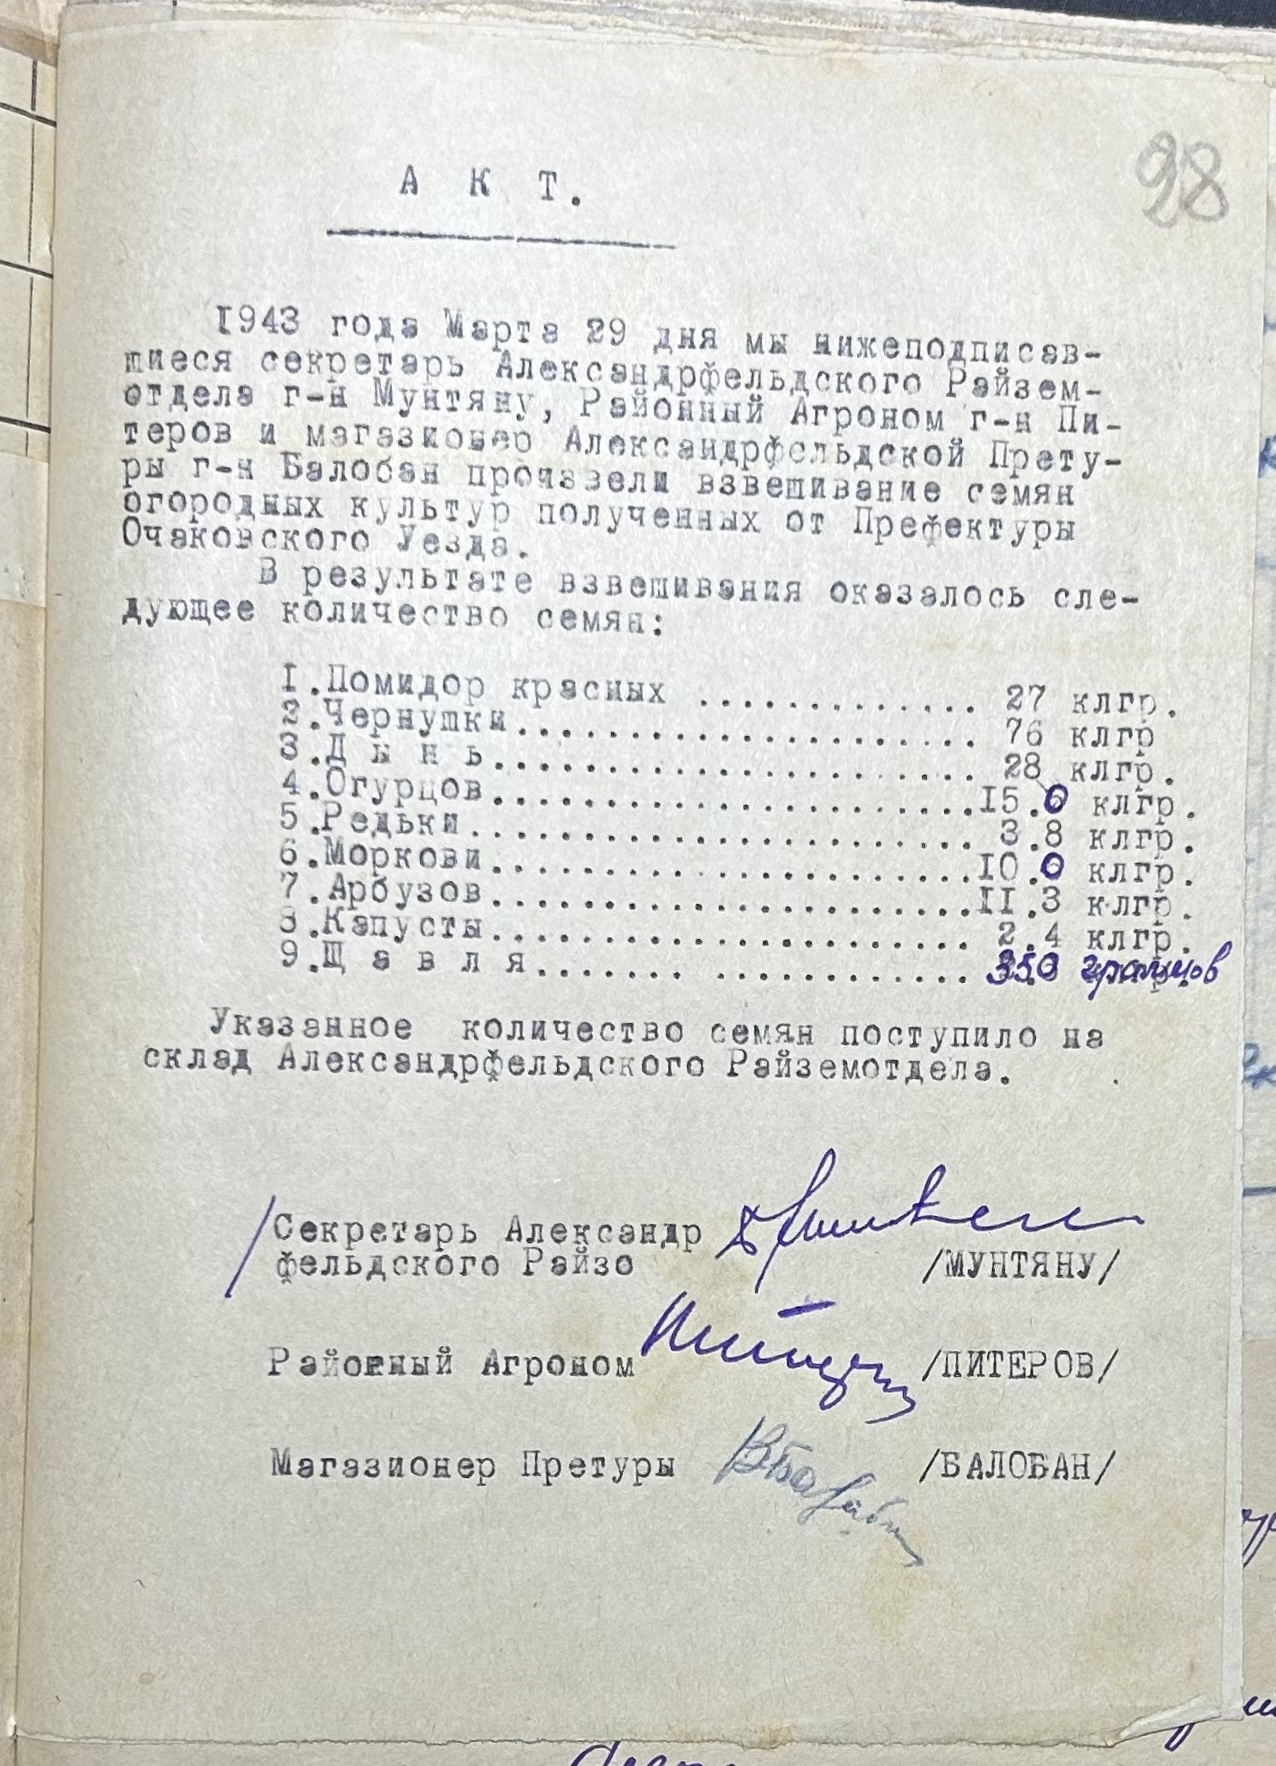 98
А К Т.
1943 года Марта 29 дня мы нижеподписав-
шиеся секретарь Александрфельдского Райзем-
отдела г-н Мунтяну, Районный Агроном г-н Пи-
теров и магазионер Александрфельдской Прету-
ры г-н Балобан произвели взвешивание семян
огородных культур полученных от Префектуры
Очаковского Уезда.
В результате взвешивания оказалось сле-
дующее количество семян:
1.Помидор красных ............. 27 клгр.
2.Чернушки...................... 76 клгр
3.Д ы н ь....................... 28 клгр.
4.Огурцов.......................15.0 клгр.
5.Редьки........................ 3.8 клгр.
6.Моркови.......................10.0 клгр.
7.Арбузов.......................11.3 клгр.
8.Капусты....................... 2.4 клгр.
9.Щ а в л я....... ............. 350 граммов
Указанное количество семян поступило на
склад Александрфельдского Райземотдела.
Секретарь Александр
фельдского Райзо /МУНТЯНУ/
Районный Агроном /ПИТЕРОВ/
Магазионер Претуры /БАЛОБАН/